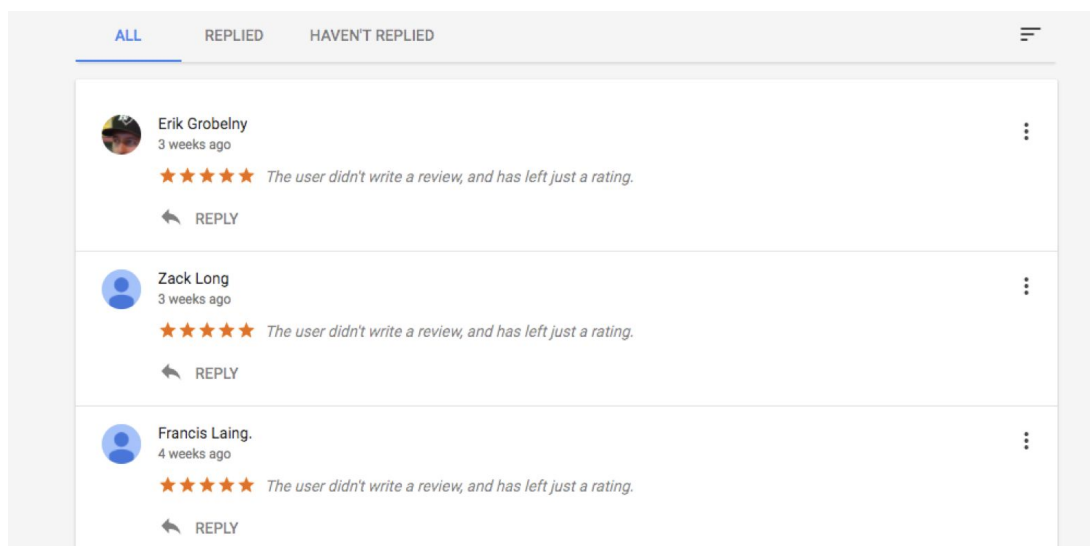 ALL REPLIED HAVEN'T REPLIED
Erik Grobelny
3 weeks ago
The user didn't write a review, and has left just a rating.
REPLY
Zack Long
3 weeks ago
The user didn't write a review, and has left just a rating.
REPLY
Francis Laing.
4 weeks ago
The user didn't write a review, and has left just a rating.
REPLY